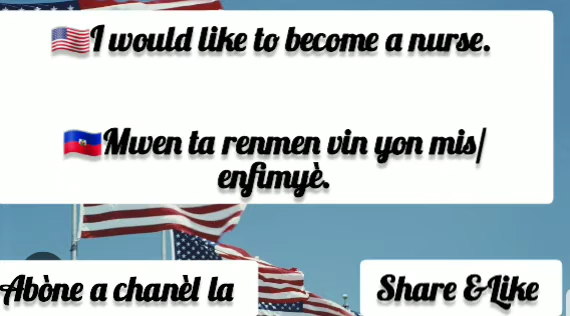 🇺🇸I would like to become a nurse.
🇭🇹Mwen ta renmen vin yon mis/
enfimyè.
Abòne a chanèl la
Share & Like